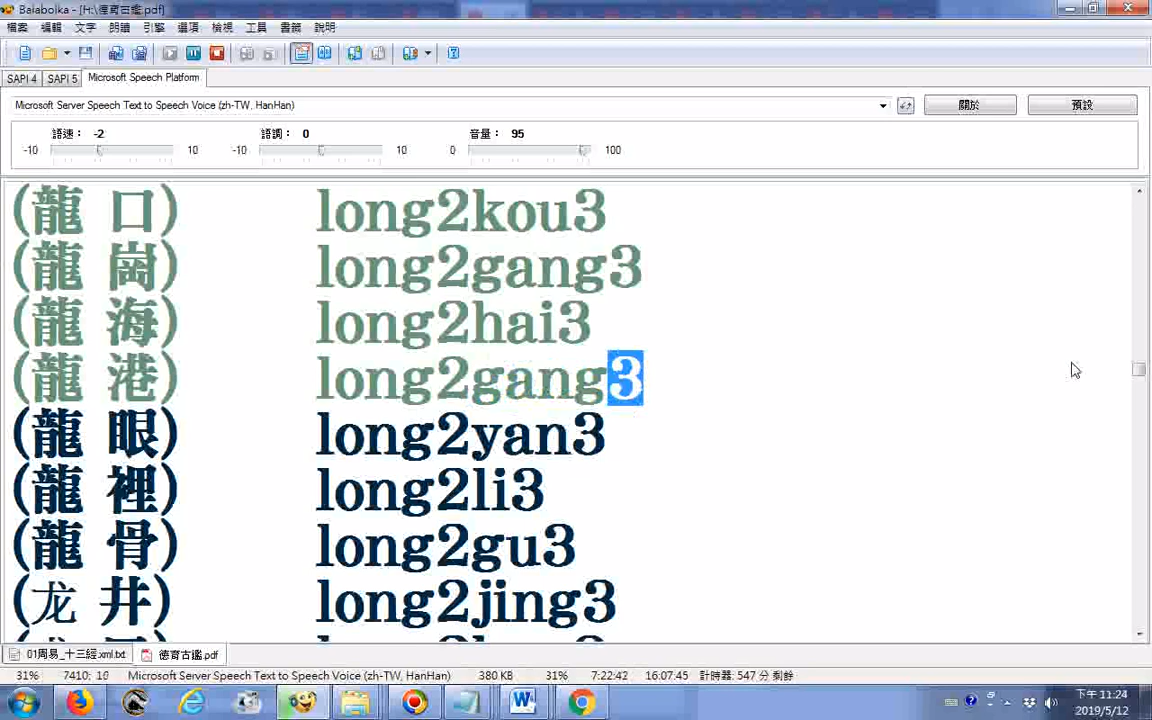 Balabolka - [H:\德育古鑑.pdf]
檔案 編輯 文字 朗讀 引擎 選項 檢視 工具 書籤 說明
SAPI 4 SAPI 5 Microsoft Speech Platform
Microsoft Server Speech Text to Speech Voice (zh-TW, HanHan) 關於 預設
語速： -2 語調： 0 音量： 95
-10 10 -10 10 0 100
(龍 口) long2kou3
(龍 崗) long2gang3
(龍 海) long2hai3
(龍 港) long2gang3
(龍 眼) long2yan3
(龍 裡) long2li3
(龍 骨) long2gu3
(龙 井) long2jing3
01周易_十三經.xml.txt 德育古鑑.pdf
31% 7410; 10 Microsoft Server Speech Text to Speech Voice (zh-TW, HanHan) 380 KB 31% 7:22:42 16:07:45 計時器: 547 分 剩餘
下午 11:24
2019/5/12